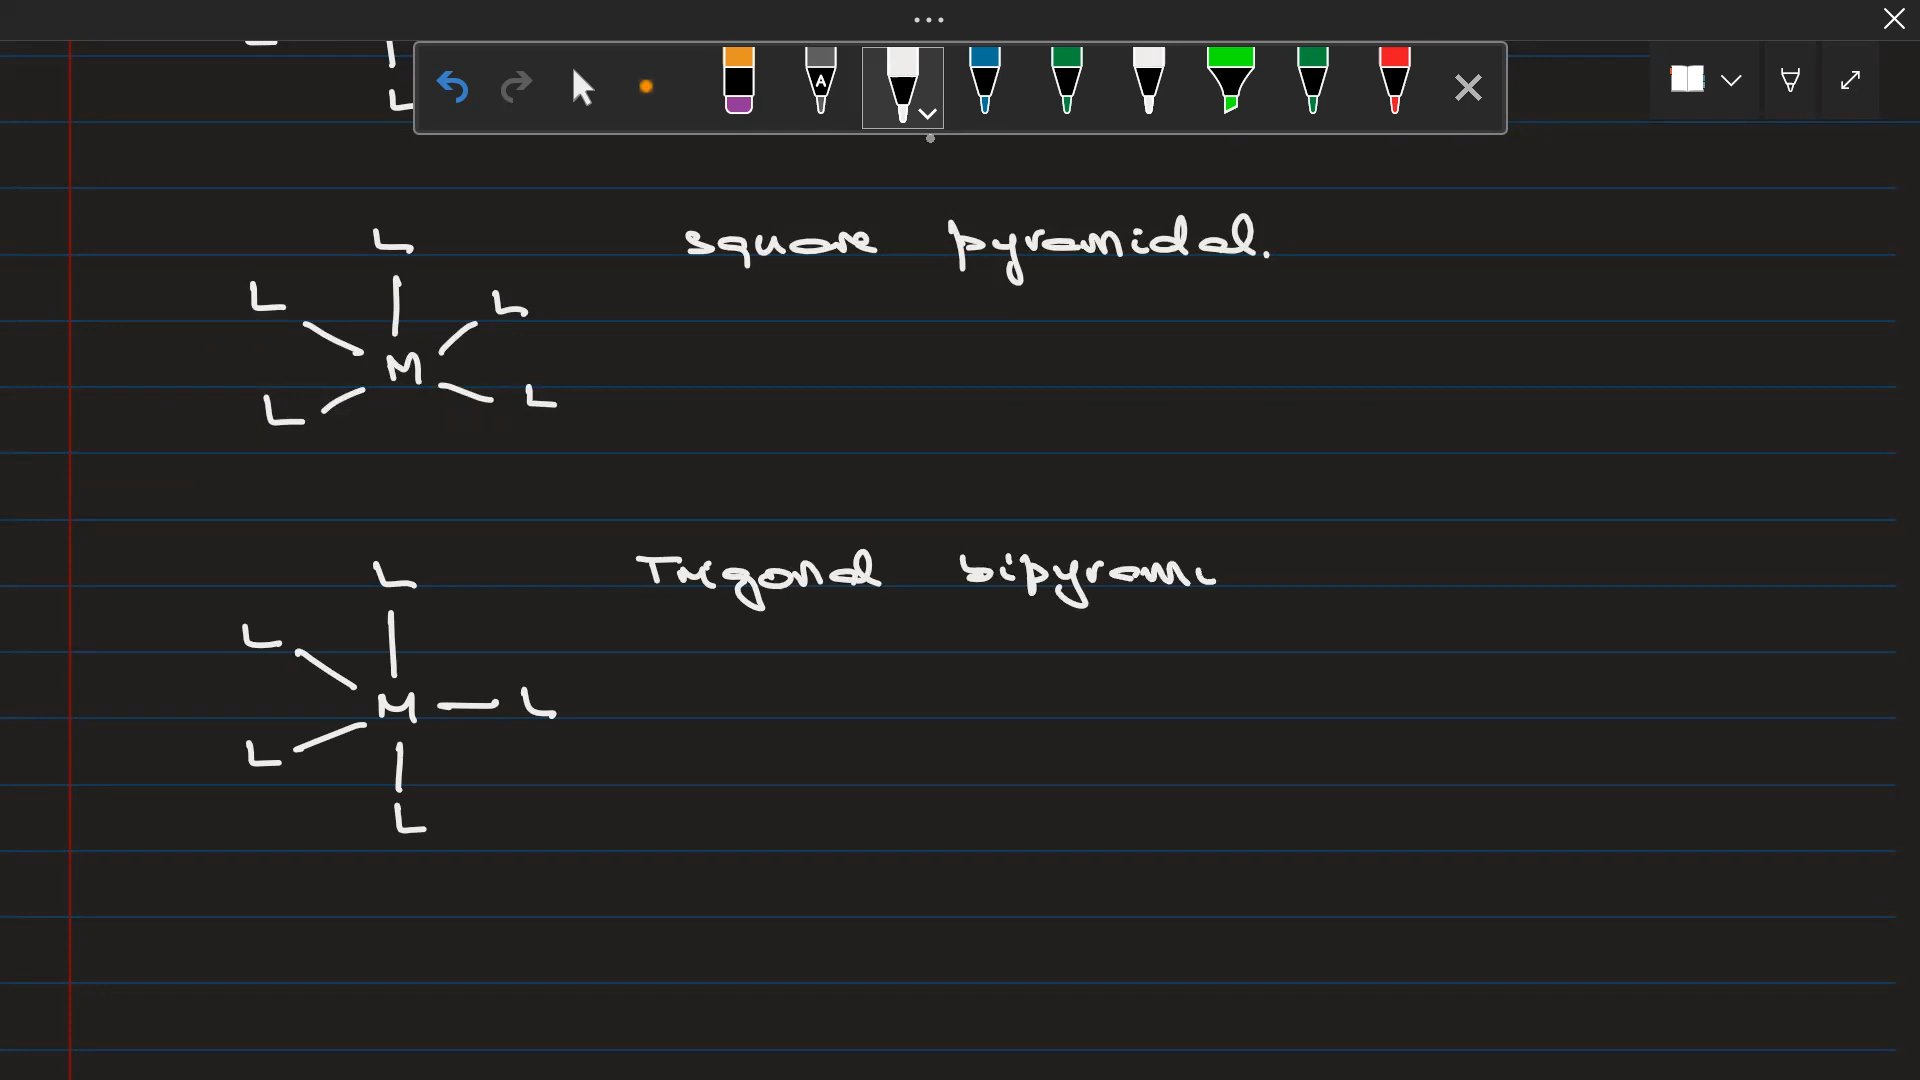 L
L square pyramidal.
L L
M
L L
L Trigonal bipyrami
L
M L
L
L